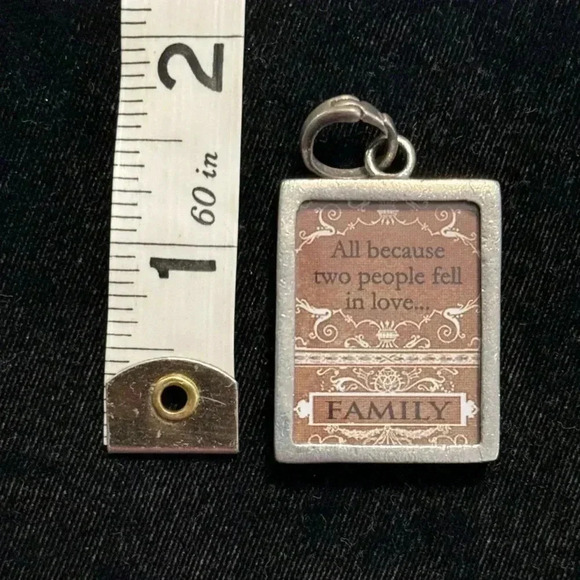 2
60 in
1
All because
two people fell
in love...
FAMILY